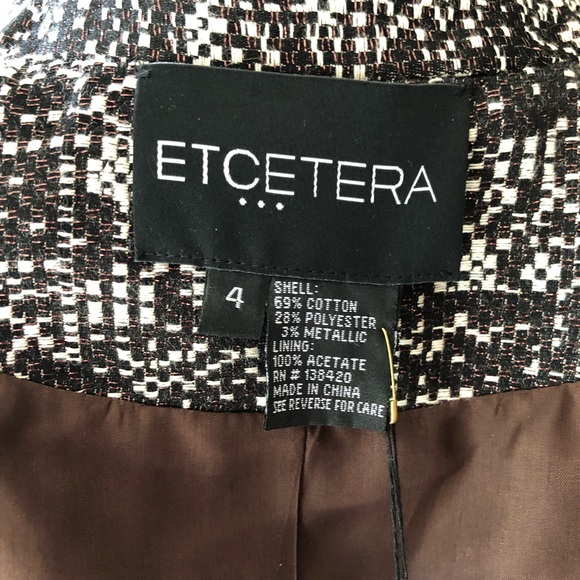 ETCETERA
4
SHELL:
69% COTTON
28% POLYESTER
3% METALLIC
LINING:
100% ACETATE
RN # 138420
MADE IN CHINA
SEE REVERSE FOR CARE